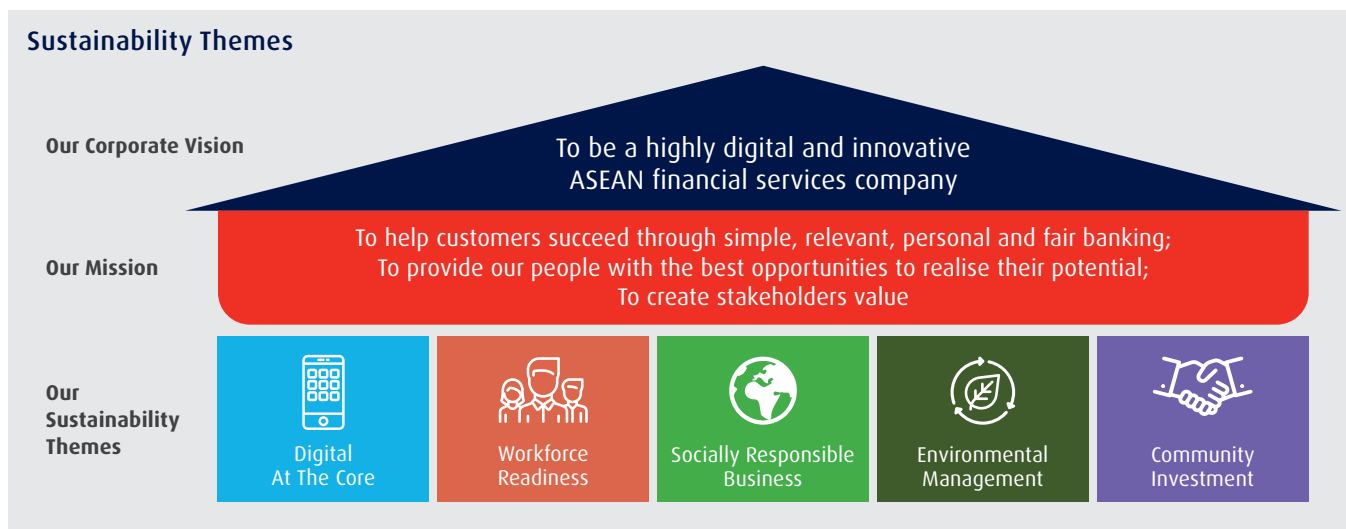 Sustainability Themes
Our Corporate Vision
To be a highly digital and innovative
ASEAN financial services company
Our Mission
To help customers succeed through simple, relevant, personal and fair banking;
To provide our people with the best opportunities to realise their potential;
To create stakeholders value
Our
Sustainability
Themes
Digital
At The Core
Workforce
Readiness
Socially Responsible
Business
Environmental
Management
Community
Investment